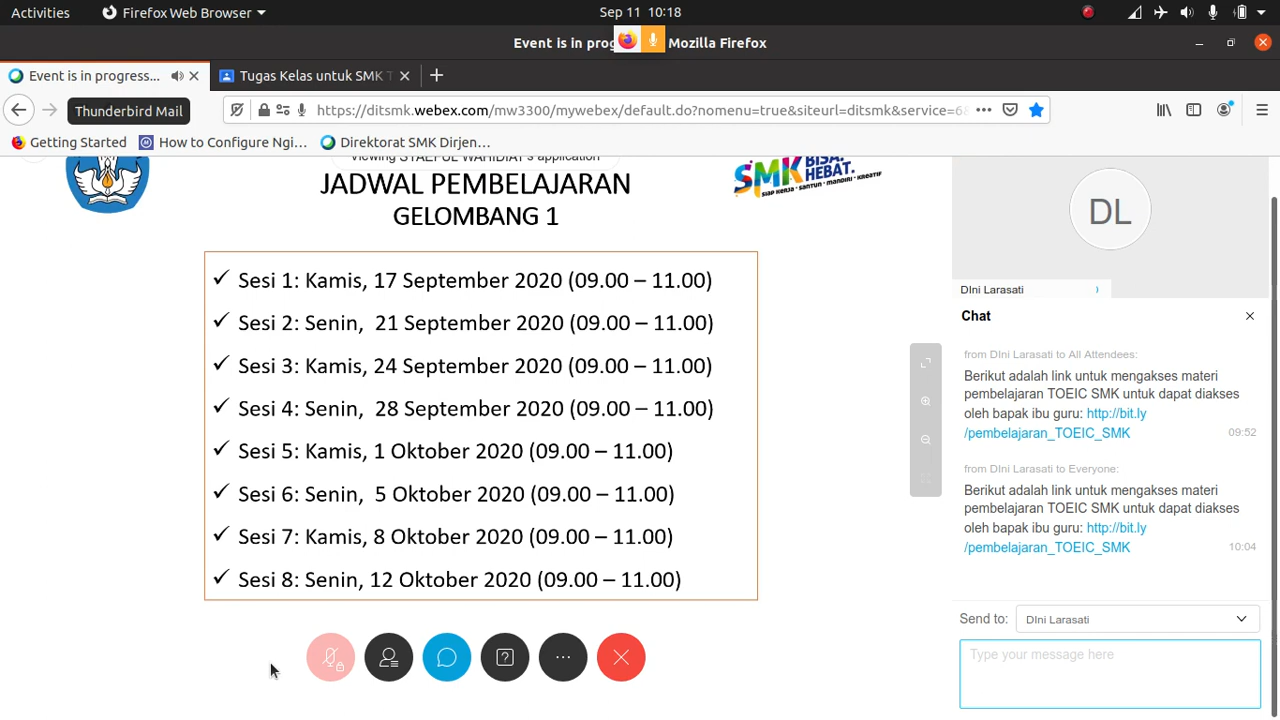 Activities
Firefox Web Browser
Sep 11 10:18
Event is in prog
Mozilla Firefox
Event is in progress...
Tugas Kelas untuk SMK T
Thunderbird Mail
https://ditsmk.webex.com/mw3300/mywebex/default.do?nomenu=true&siteurl=ditsmk&service=68
Getting Started
How to Configure Ngi...
Direktorat SMK Dirjen...
Viewing SYAEFUL WAHIDIAT's application
JADWAL PEMBELAJARAN
GELOMBANG 1
SMK BISA!
HEBAT.
SIAP KERJA • SANTUN • MANDIRI • KREATIF
✓ Sesi 1: Kamis, 17 September 2020 (09.00 – 11.00)
✓ Sesi 2: Senin, 21 September 2020 (09.00 – 11.00)
✓ Sesi 3: Kamis, 24 September 2020 (09.00 – 11.00)
✓ Sesi 4: Senin, 28 September 2020 (09.00 – 11.00)
✓ Sesi 5: Kamis, 1 Oktober 2020 (09.00 – 11.00)
✓ Sesi 6: Senin, 5 Oktober 2020 (09.00 – 11.00)
✓ Sesi 7: Kamis, 8 Oktober 2020 (09.00 – 11.00)
✓ Sesi 8: Senin, 12 Oktober 2020 (09.00 – 11.00)
DL
DIni Larasati
Chat
from DIni Larasati to All Attendees:
Berikut adalah link untuk mengakses materi
pembelajaran TOEIC SMK untuk dapat diakses
oleh bapak ibu guru: http://bit.ly
/pembelajaran_TOEIC_SMK
09:52
from DIni Larasati to Everyone:
Berikut adalah link untuk mengakses materi
pembelajaran TOEIC SMK untuk dapat diakses
oleh bapak ibu guru: http://bit.ly
/pembelajaran_TOEIC_SMK
10:04
Send to:
DIni Larasati
Type your message here